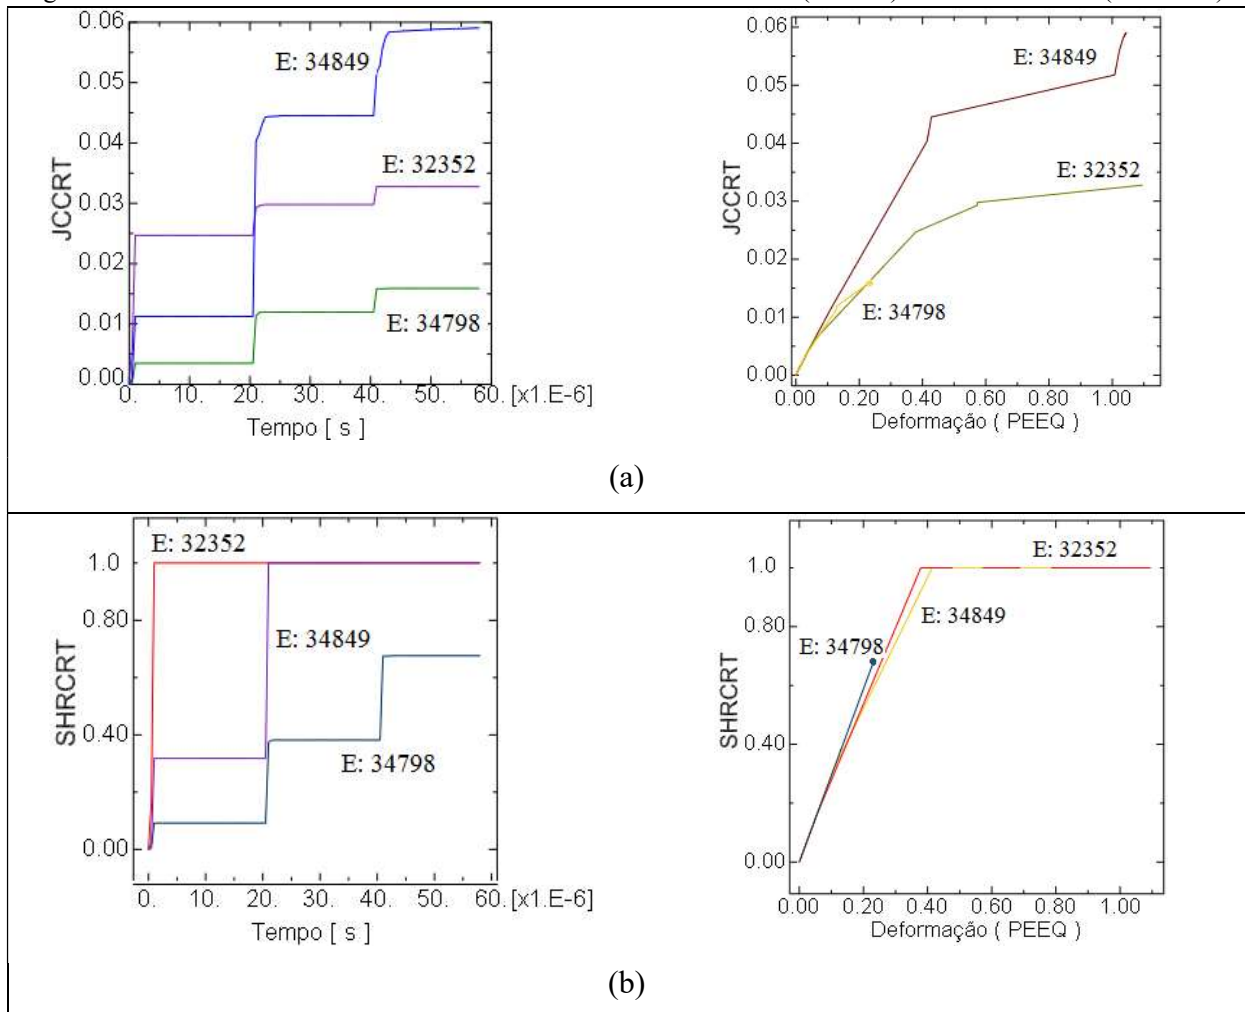 0.06
0.05
0.04
0.03
0.02
0.01
0.00
JCCRT
E: 34849
E: 32352
E: 34798
0. 10. 20. 30. 40. 50. 60. [x1.E-6]
Tempo [ s ]
0.06
0.05
0.04
0.03
0.02
0.01
0.00
JCCRT
E: 34849
E: 32352
E: 34798
0.00 0.20 0.40 0.60 0.80 1.00
Deformação ( PEEQ )
(a)
1.0
0.80
0.40
0.00
SHRCRT
E: 32352
E: 34849
E: 34798
0. 10. 20. 30. 40. 50. 60. [x1.E-6]
Tempo [ s ]
1.0
0.80
0.40
0.00
SHRCRT
E: 32352
E: 34849
E: 34798
0.00 0.20 0.40 0.60 0.80 1.00
Deformação ( PEEQ )
(b)